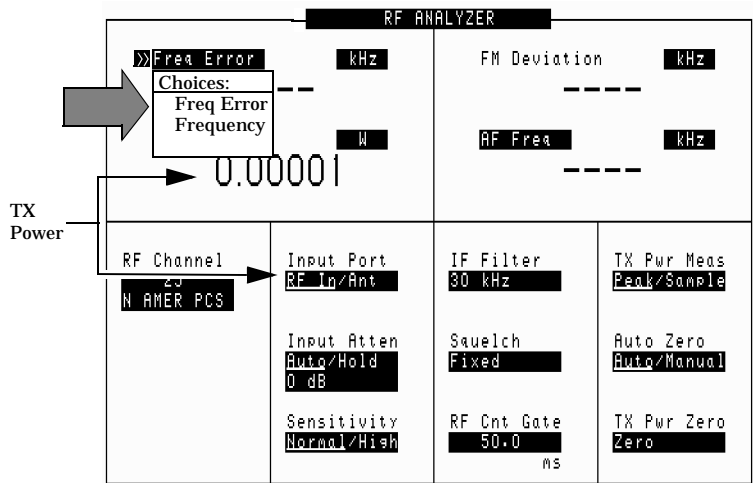 RF ANALYZER
Freq Error
kHz
Choices:
Freq Error
Frequency
W
0.00001
TX
Power
FM Deviation
kHz
AF Freq
kHz
RF Channel
N AMER PCS
Input Port
RF In/Ant
Input Atten
Auto/Hold
0 dB
Sensitivity
Normal/High
IF Filter
30 kHz
Squelch
Fixed
RF Cnt Gate
50.0
ms
TX Pwr Meas
Peak/Sample
Auto Zero
Auto/Manual
TX Pwr Zero
Zero